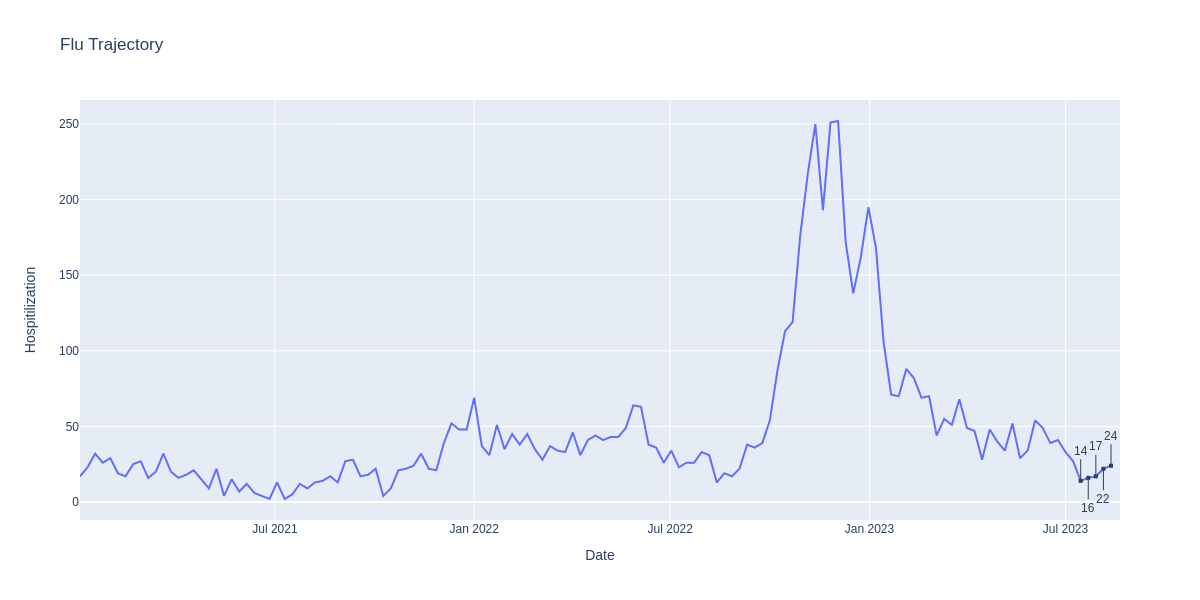 Flu Trajectory
Hospitilization
250
200
150
100
50
0
14
16
17
22
24
Jul 2021
Jan 2022
Jul 2022
Jan 2023
Jul 2023
Date